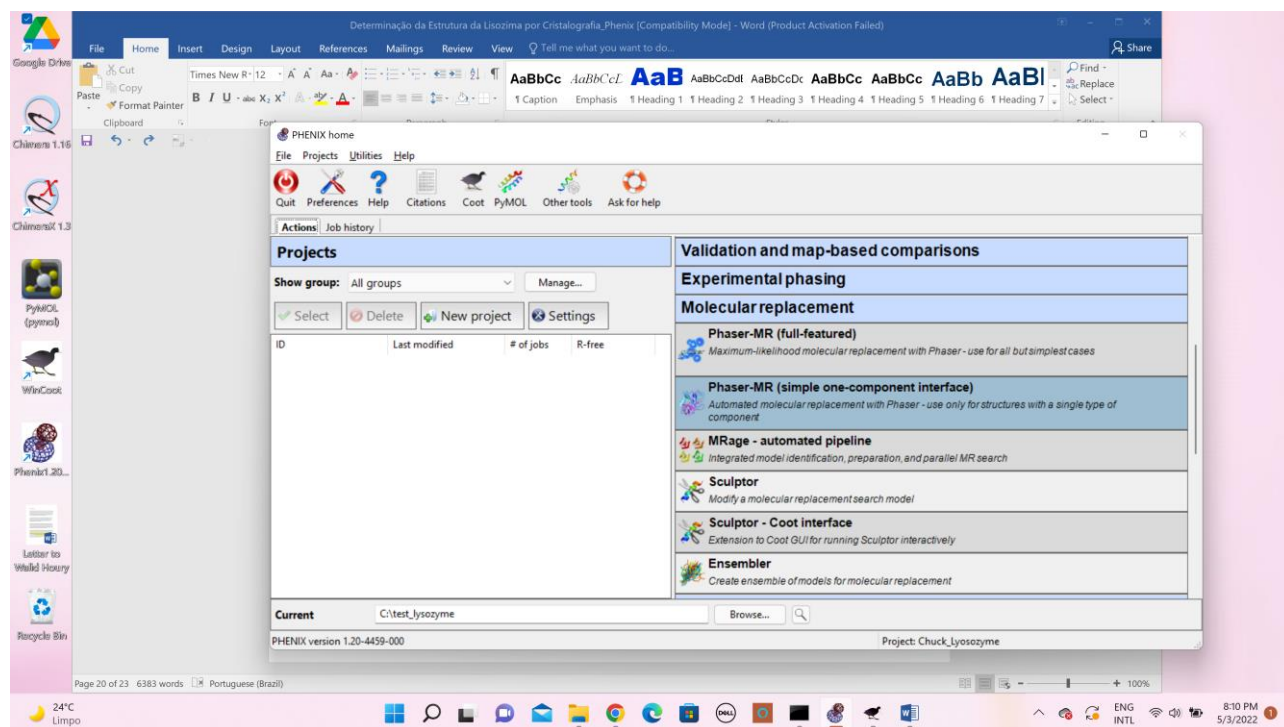 Determinação da Estrutura da Lisozima por Cristalografia_Phenix [Compatibility Mode] - Word (Product Activation Failed)
File Home Insert Design Layout References Mailings Review View Tell me what you want to do... Share
Google Drive
Chimera 1.16
ChimeraX 1.3
PyMOL
(pymol)
WinCoot
Phenix1.20...
Letter to
Walid Houry
Recycle Bin
Paste
Cut
Copy
Format Painter
Clipboard
Times New R 12
AaBbCc AaBbCcL AaB AaBbCcDdI AaBbCcDc AaBbCc AaBbCc AaBb AaBI
¶ Caption Emphasis ¶ Heading 1 ¶ Heading 2 ¶ Heading 3 ¶ Heading 4 ¶ Heading 5 ¶ Heading 6 ¶ Heading 7
Find
Replace
Select
PHENIX home
File Projects Utilities Help
Quit Preferences Help Citations Coot PyMOL Other tools Ask for help
Actions Job history
Projects
Show group: All groups Manage...
Select Delete New project Settings
ID Last modified # of jobs R-free
Validation and map-based comparisons
Experimental phasing
Molecular replacement
Phaser-MR (full-featured)
Maximum-likelihood molecular replacement with Phaser - use for all but simplest cases
Phaser-MR (simple one-component interface)
Automated molecular replacement with Phaser - use only for structures with a single type of
component
MRage - automated pipeline
Integrated model identification, preparation, and parallel MR search
Sculptor
Modify a molecular replacement search model
Sculptor - Coot interface
Extension to Coot GUI for running Sculptor interactively
Ensembler
Create ensemble of models for molecular replacement
Current C:\test_lysozyme Browse...
PHENIX version 1.20-4459-000 Project: Chuck_Lyosozyme
Page 20 of 23 6383 words Portuguese (Brazil) 100%
24°C
Limpo
DELL
ENG
INTL
8:10 PM
5/3/2022
1